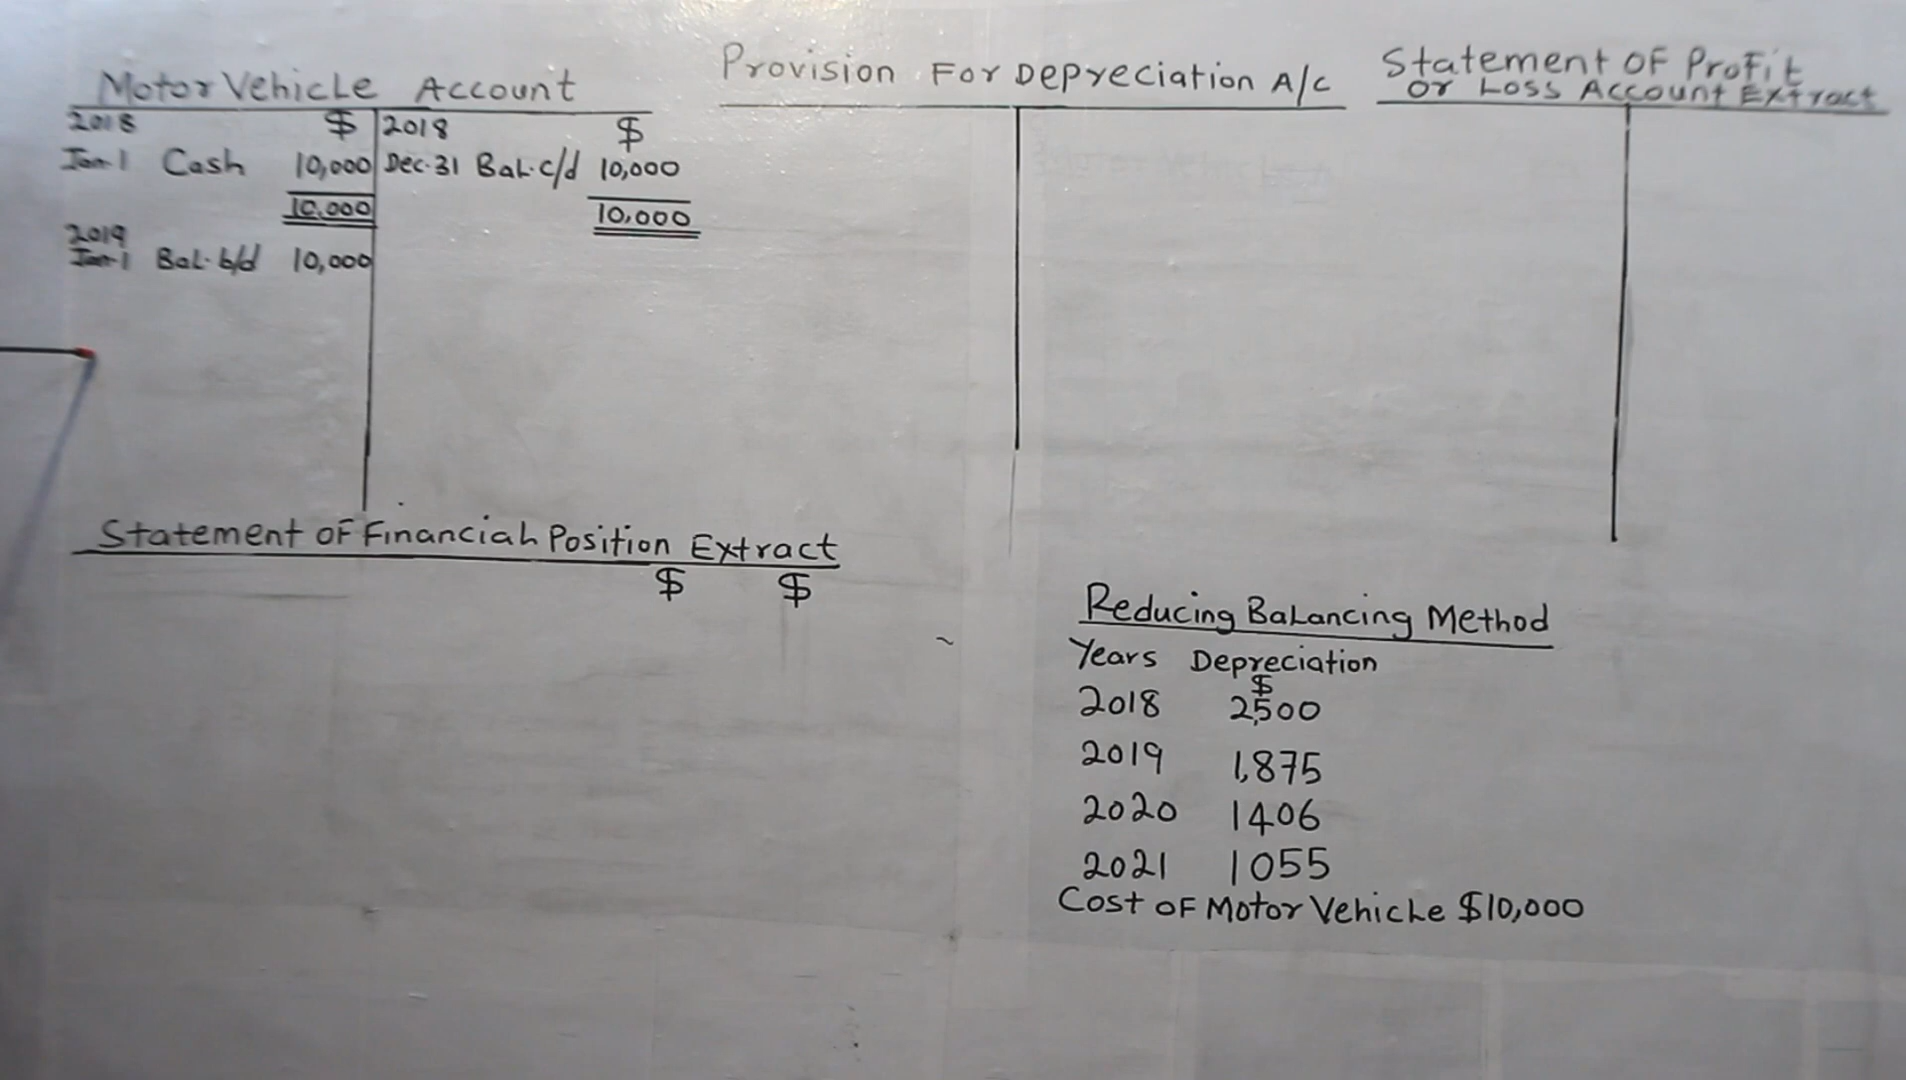 Motor Vehicle Account
2018 $ 2018 $
Jan-1 Cash 10,000 Dec.31 Bal.c/d 10,000
10,000 10,000
2019
Jan-1 Bal. b/d 10,000
Provision For Depreciation A/c
Statement Of Profit
or Loss Account Extract
Statement OF Financial Position Extract
$ $
Reducing Balancing Method
Years Depreciation
$
2018 2,500
2019 1,875
2020 1406
2021 1055
Cost OF Motor Vehicle $10,000